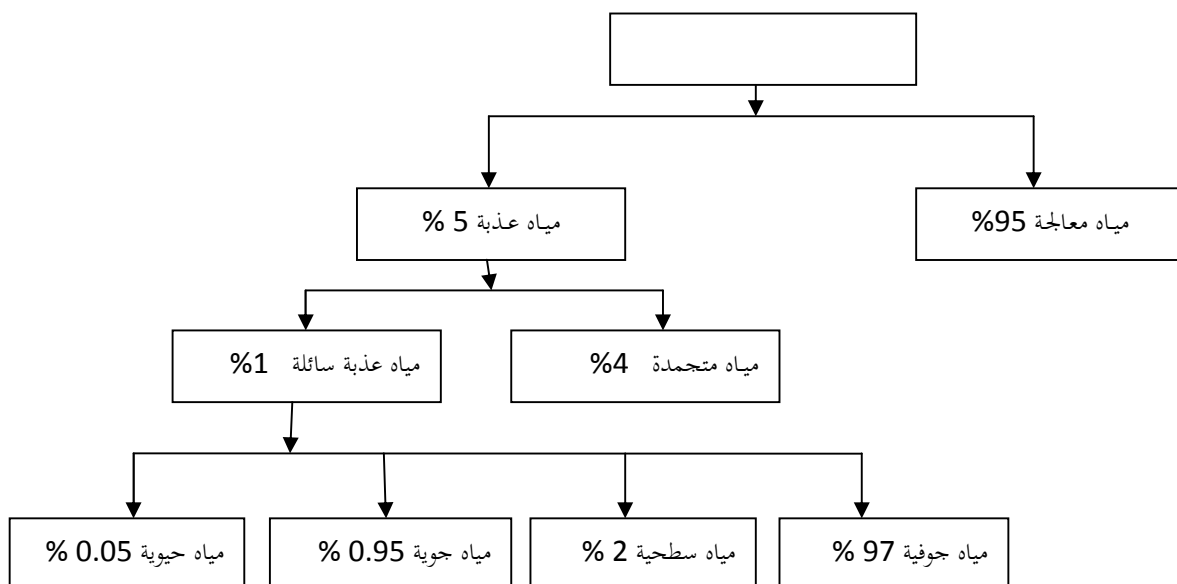 مياه معالجة 95%
مياه عذبة 5 %
مياه متجمدة 4%
مياه عذبة سائلة 1%
مياه جوفية 97 %
مياه سطحية 2 %
مياه جوية 0.95 %
مياه حيوية 0.05 %